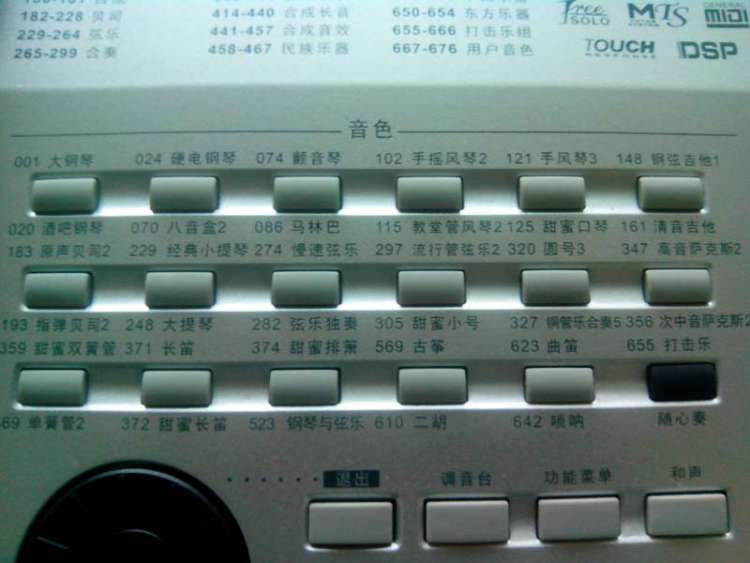 182-228 贝司 414-440 合成长音 650-654 东方乐器 Free SOLO MTS GENERAL MIDI
229-264 弦乐 441-457 合成音效 655-666 打击乐组
265-299 合奏 458-467 民族乐器 667-676 用户音色 TOUCH RESPONSE DSP
音色
001 大钢琴 024 硬电钢琴 074 颤音琴 102 手摇风琴2 121 手风琴3 148 钢弦吉他1
020 酒吧钢琴 070 八音盒2 086 马林巴 115 教堂管风琴2 125 甜蜜口琴 161 清音吉他
183 原声贝司2 229 经典小提琴 274 慢速弦乐 297 流行管弦乐2 320 圆号3 347 高音萨克斯2
193 指弹贝司2 248 大提琴 282 弦乐独奏 305 甜蜜小号 327 铜管乐合奏5 356 次中音萨克斯2
359 甜蜜双簧管 371 长笛 374 甜蜜排箫 569 古筝 623 曲笛 655 打击乐
69 单簧管2 372 甜蜜长笛 523 钢琴与弦乐 610 二胡 642 唢呐 随心奏
退出 调音台 功能菜单 和声